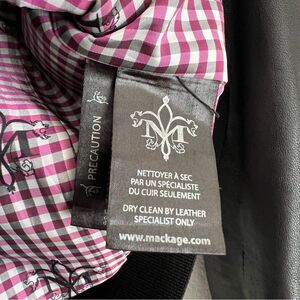 PRECAUTION
M
NETTOYER À SEC
PAR UN SPÉCIALISTE
DU CUIR SEULEMENT
DRY CLEAN BY LEATHER
SPECIALIST ONLY
www.mackage.com